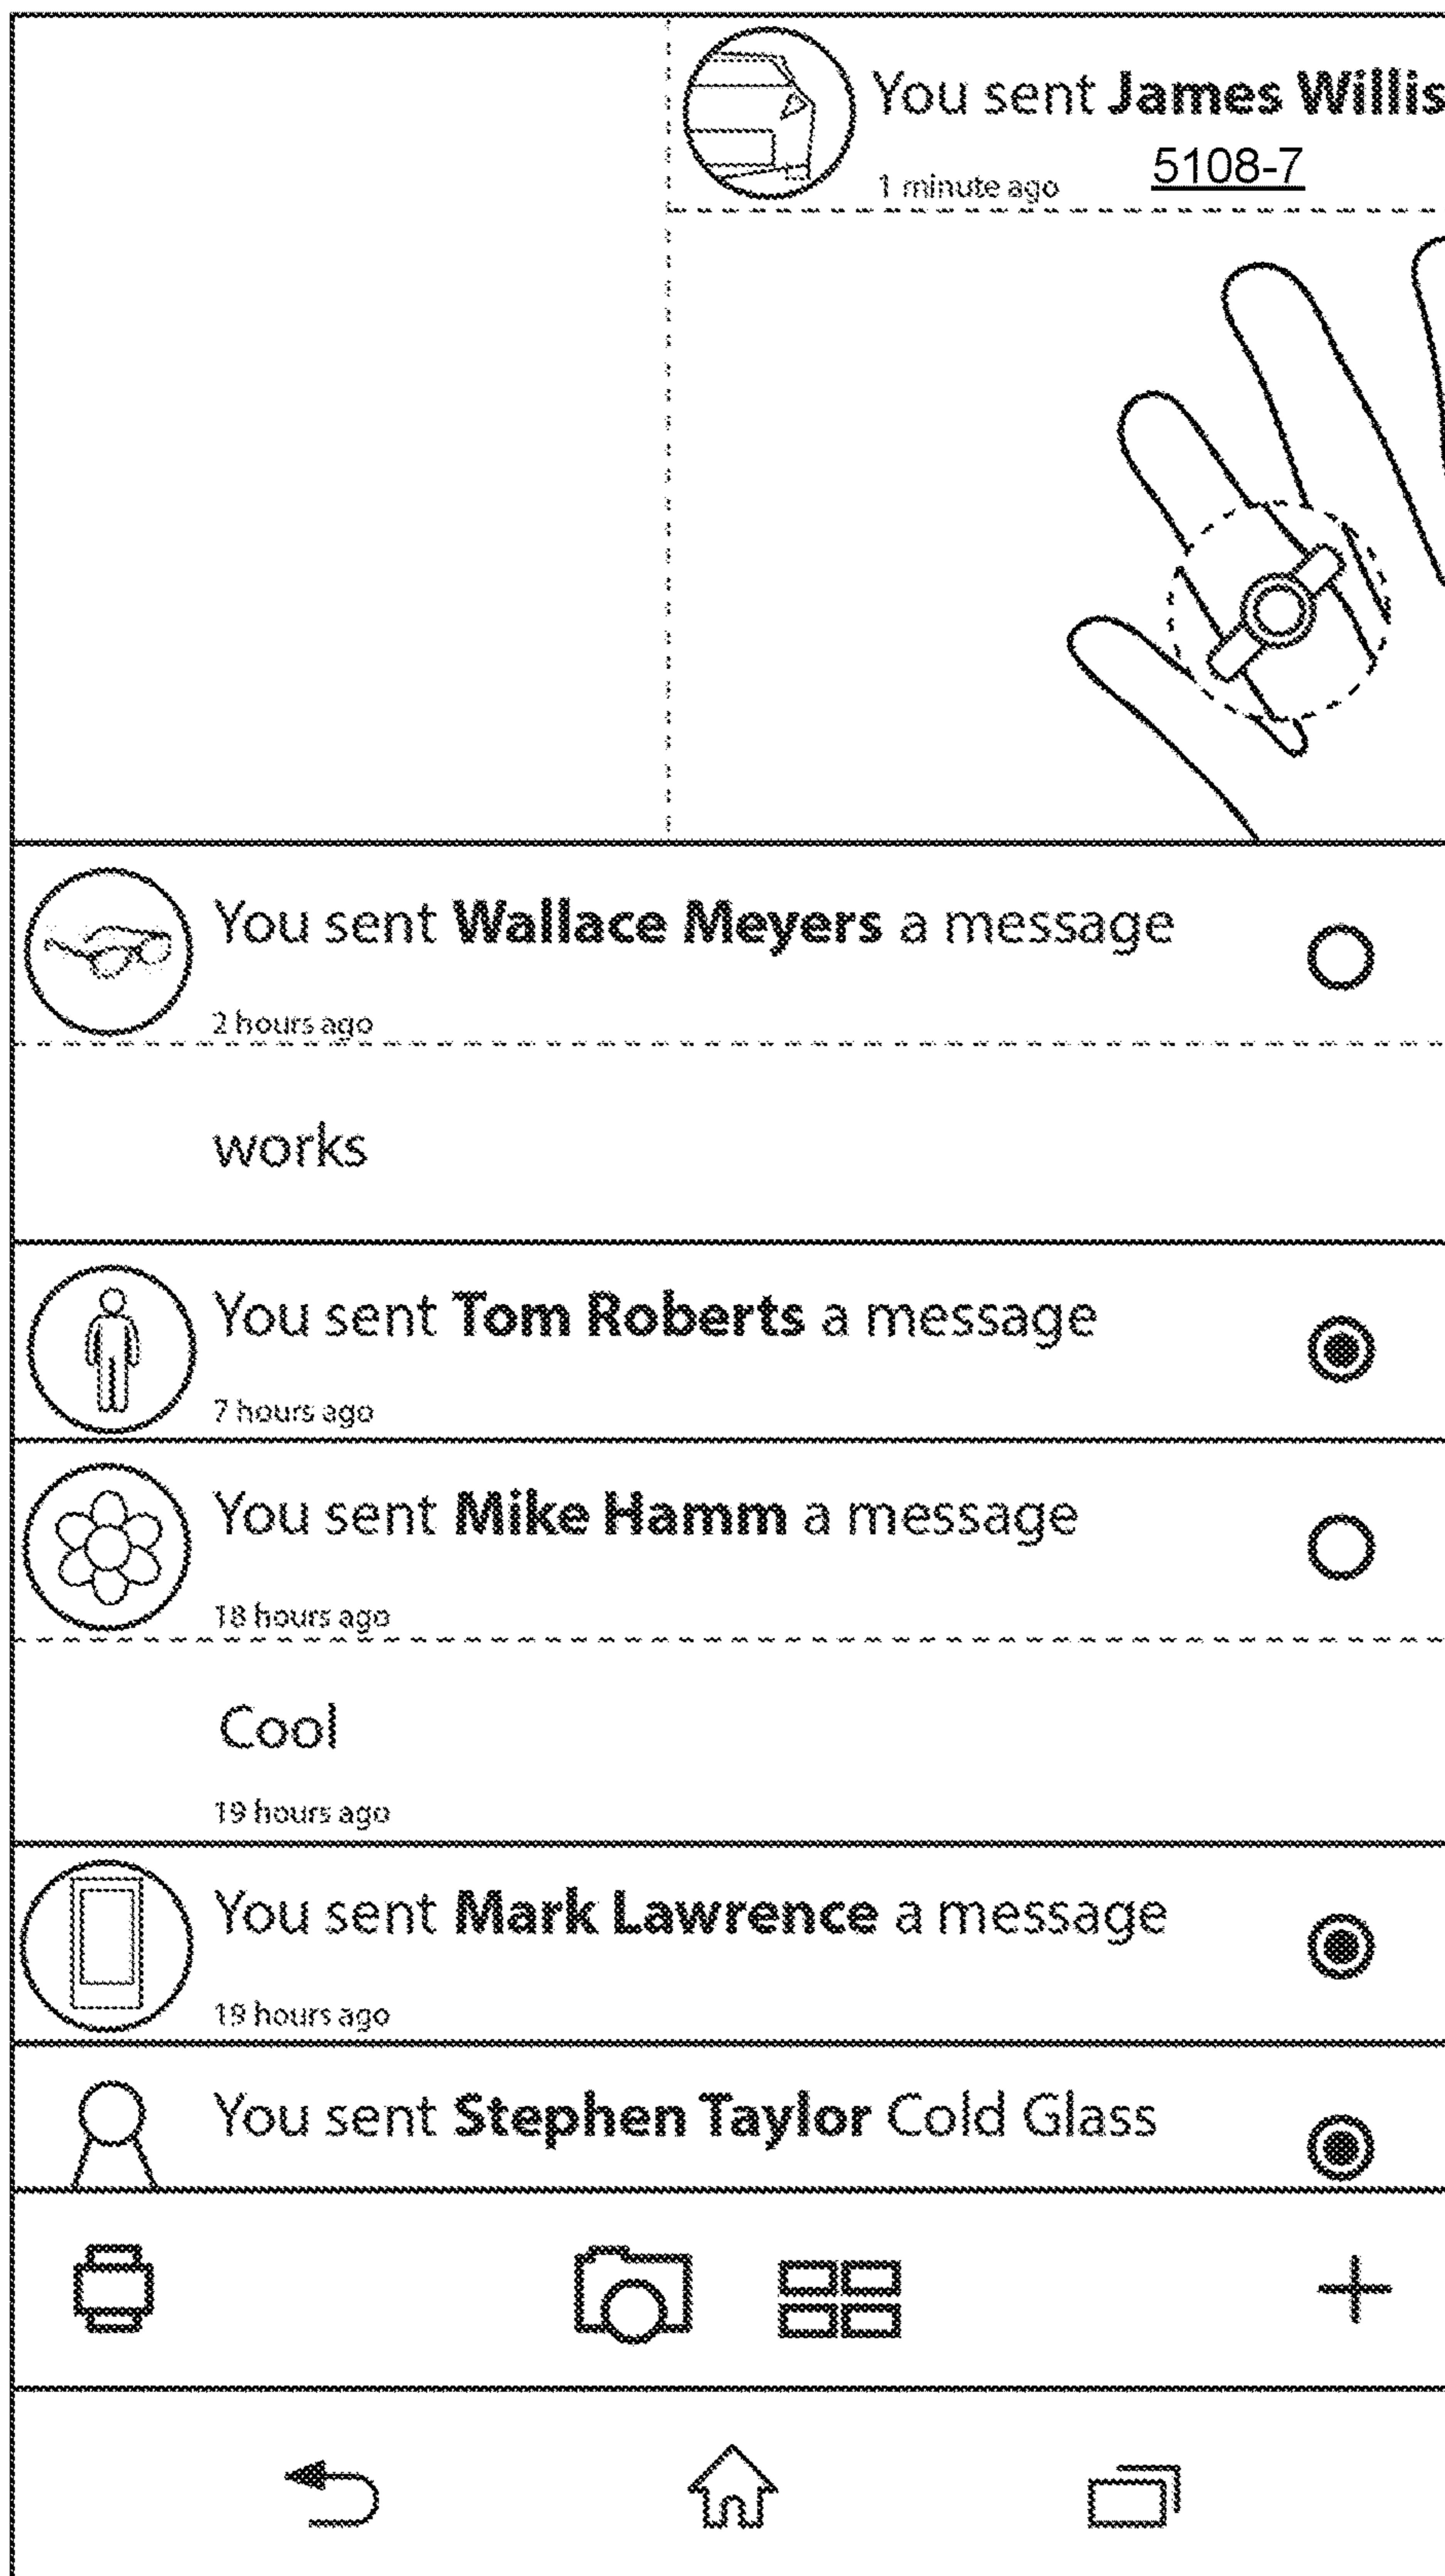 You sent James Willis
5108-7
1 minute ago
You sent Wallace Meyers a message
2 hours ago
works
You sent Tom Roberts a message
7 hours ago
You sent Mike Hamm a message
18 hours ago
Cool
19 hours ago
You sent Mark Lawrence a message
19 hours ago
You sent Stephen Taylor Cold Glass